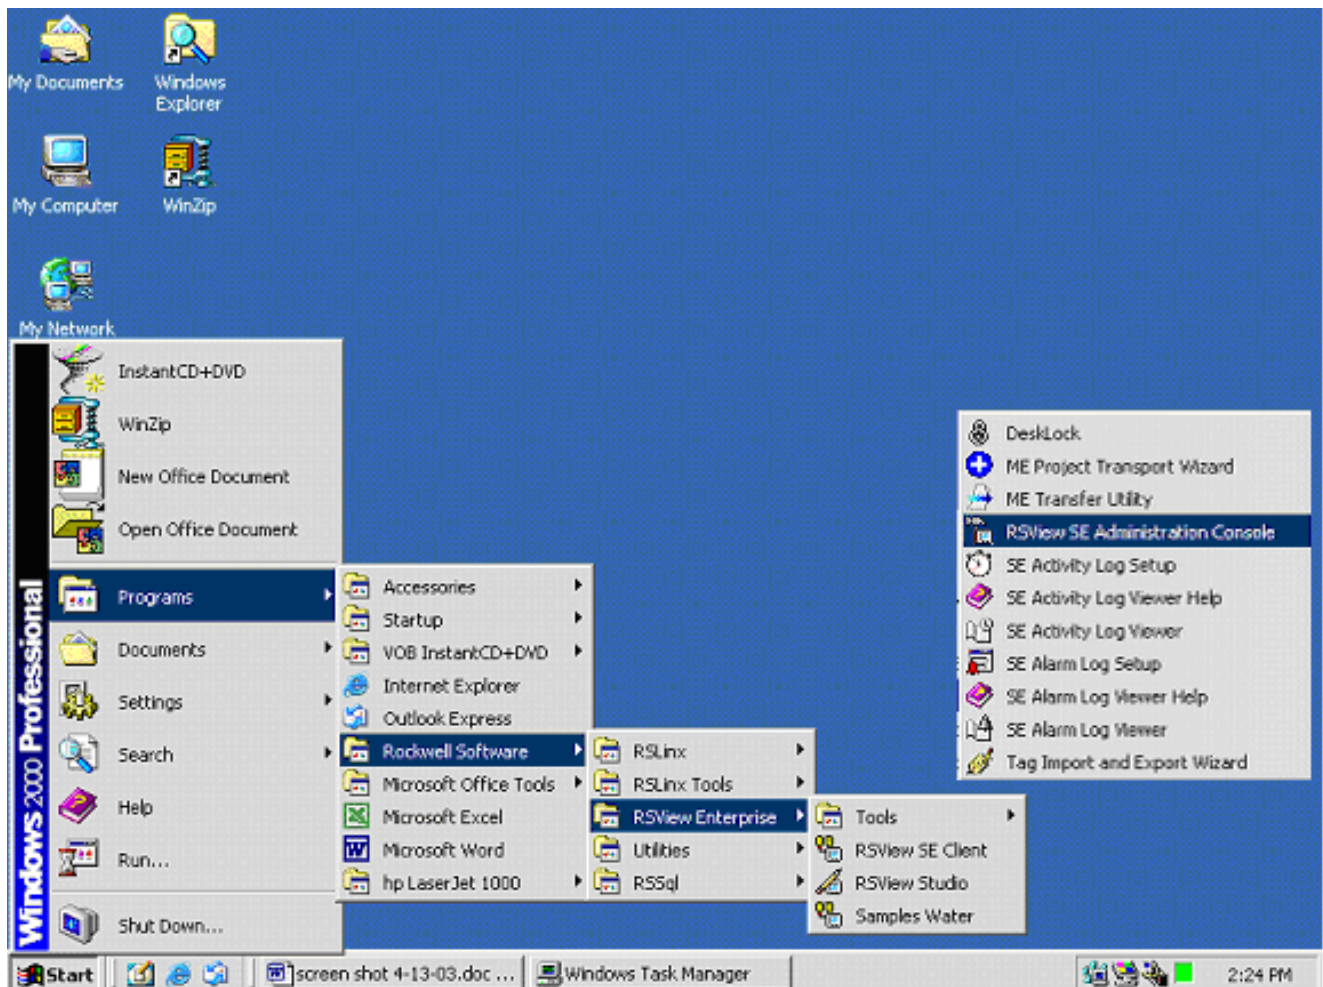 My Documents
Windows Explorer
My Computer
WinZip
My Network
Windows 2000 Professional
InstantCD+DVD
WinZip
New Office Document
Open Office Document
Programs
Documents
Settings
Search
Help
Run...
Shut Down...
Accessories
Startup
VOB InstantCD+DVD
Internet Explorer
Outlook Express
Rockwell Software
Microsoft Office Tools
Microsoft Excel
Microsoft Word
hp LaserJet 1000
RSLinx
RSLinx Tools
RSView Enterprise
Utilities
RSSql
Tools
RSView SE Client
RSView Studio
Samples Water
DeskLock
ME Project Transport Wizard
ME Transfer Utility
RSView SE Administration Console
SE Activity Log Setup
SE Activity Log Viewer Help
SE Activity Log Viewer
SE Alarm Log Setup
SE Alarm Log Viewer Help
SE Alarm Log Viewer
Tag Import and Export Wizard
Start
screen shot 4-13-03.doc ...
Windows Task Manager
2:24 PM